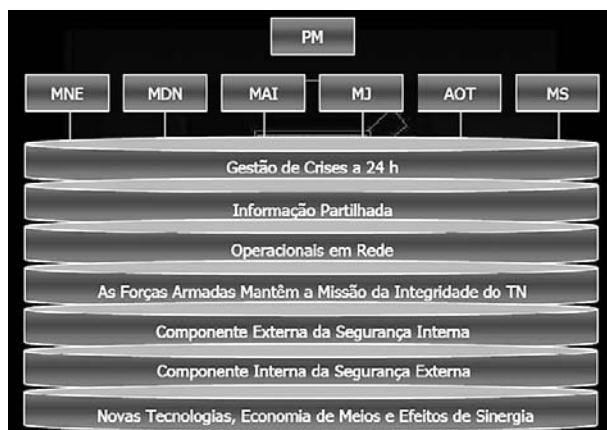 PM
MNE MDN MAI MJ AOT MS
Gestão de Crises a 24 h
Informação Partilhada
Operacionais em Rede
As Forças Armadas Mantêm a Missão da Integridade do TN
Componente Externa da Segurança Interna
Componente Interna da Segurança Externa
Novas Tecnologias, Economia de Meios e Efeitos de Sinergia